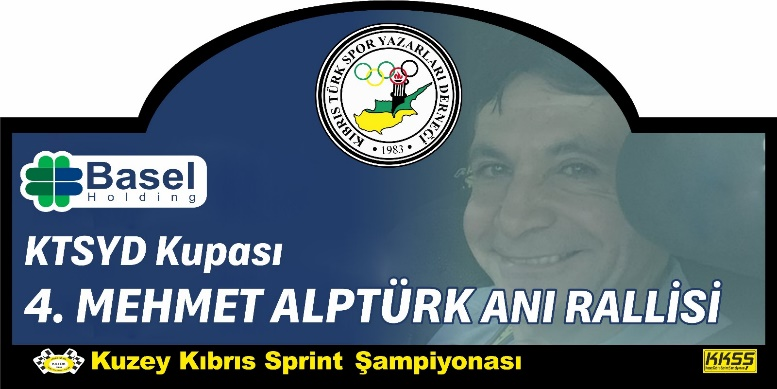 KIBRIS TÜRK SPOR YAZARLARI DERNEĞİ
• 1983 •
Basel
Holding
KTSYD Kupası
4. MEHMET ALPTÜRK ANI RALLİSİ
Kuzey Kıbrıs Sprint Şampiyonası
KKSS